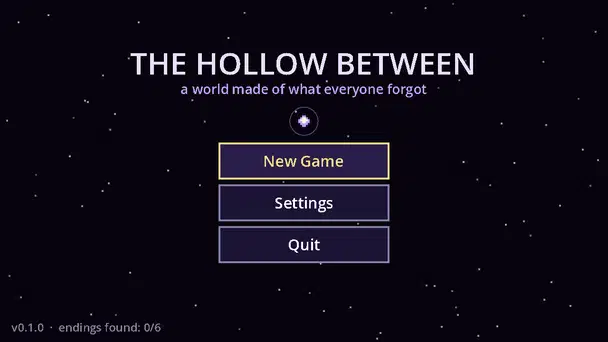 THE HOLLOW BETWEEN
a world made of what everyone forgot
New Game
Settings
Quit
v0.1.0 · endings found: 0/6